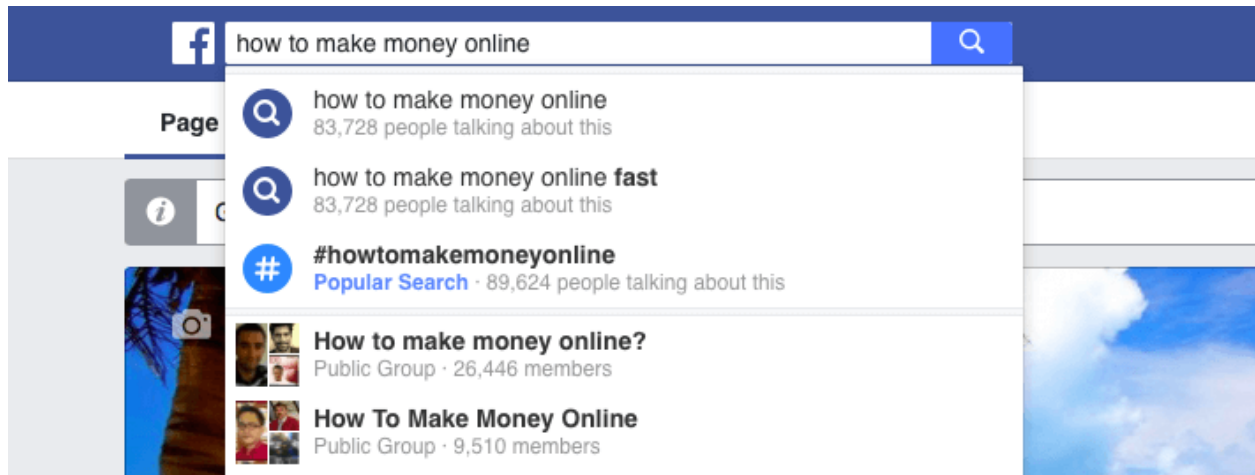 f how to make money online
how to make money online
83,728 people talking about this
Page
how to make money online fast
83,728 people talking about this
i
#howtomakemoneyonline
# Popular Search · 89,624 people talking about this
How to make money online?
Public Group · 26,446 members
How To Make Money Online
Public Group · 9,510 members